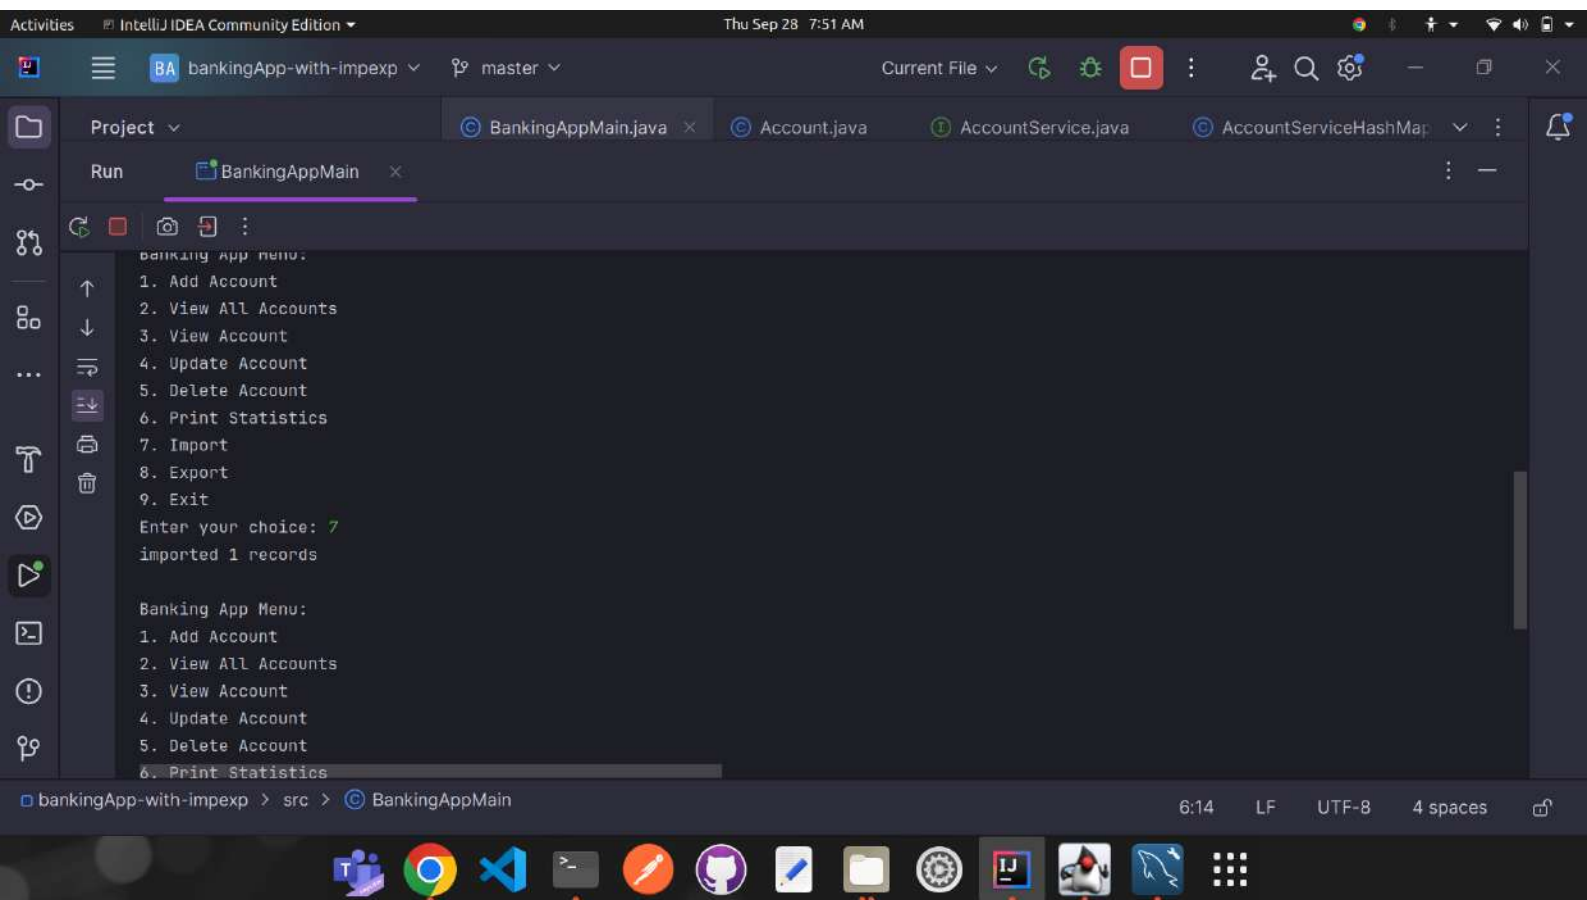 Activities IntelliJ IDEA Community Edition Thu Sep 28 7:51 AM
BA bankingApp-with-impexp master Current File
Project BankingAppMain.java Account.java AccountService.java AccountServiceHashMap
Run BankingAppMain
Banking App Menu:
1. Add Account
2. View All Accounts
3. View Account
4. Update Account
5. Delete Account
6. Print Statistics
7. Import
8. Export
9. Exit
Enter your choice: 7
imported 1 records
Banking App Menu:
1. Add Account
2. View All Accounts
3. View Account
4. Update Account
5. Delete Account
6. Print Statistics
bankingApp-with-impexp > src > BankingAppMain 6:14 LF UTF-8 4 spaces